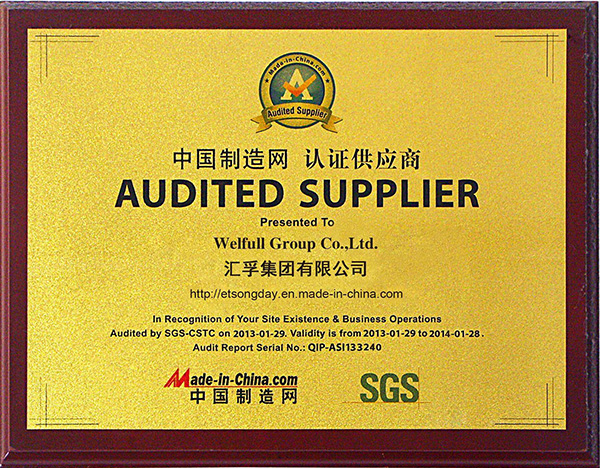 Made-in-China.com
A
Audited Supplier
中国制造网 认证供应商
AUDITED SUPPLIER
Presented To
Welfull Group Co.,Ltd.
汇孚集团有限公司
http://etsongday.en.made-in-china.com
In Recognition of Your Site Existence & Business Operations
Audited by SGS-CSTC on 2013-01-29. Validity is from 2013-01-29 to 2014-01-28.
Audit Report Serial No.: QIP-ASI133240
Made-in-China.com
中国制造网
SGS